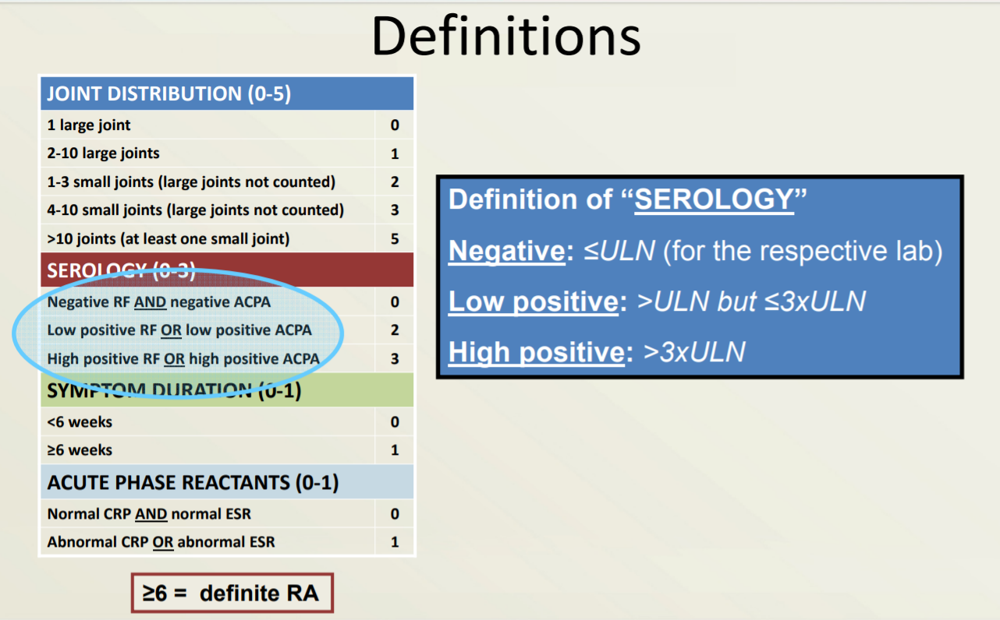 Definitions
JOINT DISTRIBUTION (0-5)
1 large joint 0
2-10 large joints 1
1-3 small joints (large joints not counted) 2
4-10 small joints (large joints not counted) 3
>10 joints (at least one small joint) 5
SEROLOGY (0-3)
Negative RF AND negative ACPA 0
Low positive RF OR low positive ACPA 2
High positive RF OR high positive ACPA 3
SYMPTOM DURATION (0-1)
<6 weeks 0
≥6 weeks 1
ACUTE PHASE REACTANTS (0-1)
Normal CRP AND normal ESR 0
Abnormal CRP OR abnormal ESR 1
≥6 = definite RA
Definition of “SEROLOGY”
Negative: ≤ULN (for the respective lab)
Low positive: >ULN but ≤3xULN
High positive: >3xULN